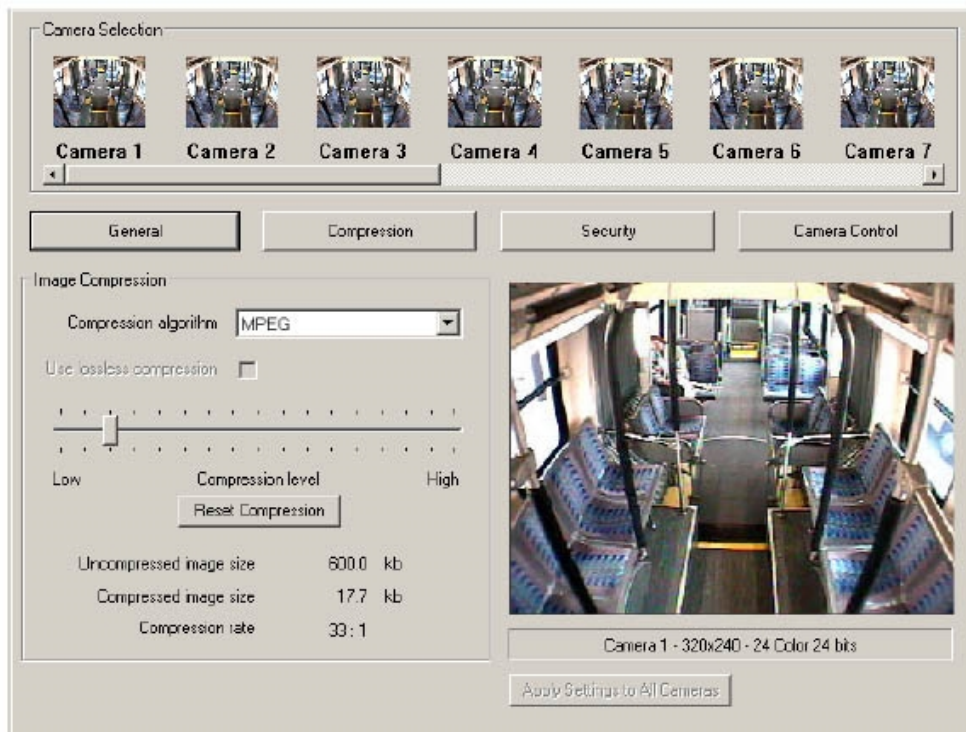 Camera Selection
Camera 1
Camera 2
Camera 3
Camera 4
Camera 5
Camera 6
Camera 7
General
Compression
Security
Camera Control
Image Compression
Compression algorithm MPEG
Use lossless compression
Low Compression level High
Reset Compression
Uncompressed image size 600.0 kb
Compressed image size 17.7 kb
Compression rate 33 : 1
Camera 1 - 320x240 - 24 Color 24 bits
Apply Settings to All Cameras